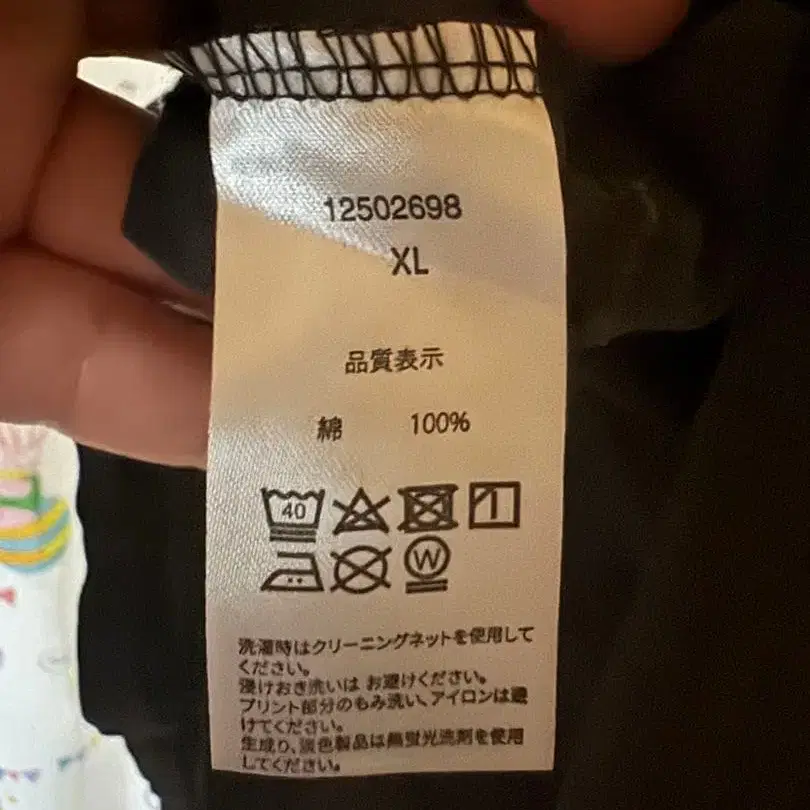 12502698
XL
品質表示
綿 100%
40
W
洗濯時はクリーニングネットを使用して
ください。
浸けおき洗いは お避けください。
プリント部分のもみ洗い、アイロンは避
けてください。
生成り、淡色製品は無蛍光洗剤を使用
してください。